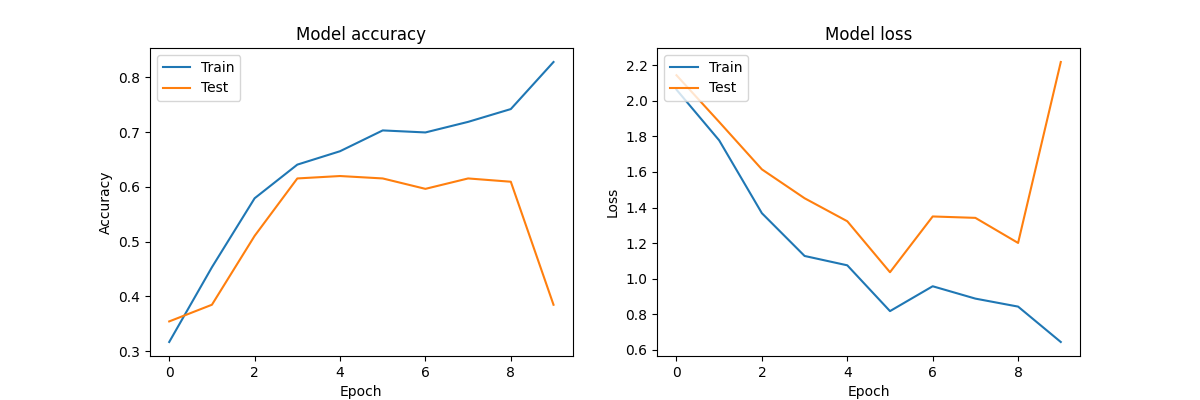 Model accuracy
Train
Test
0.8
0.7
0.6
0.5
0.4
0.3
Accuracy
0 2 4 6 8
Epoch
Model loss
Train
Test
2.2
2.0
1.8
1.6
1.4
1.2
1.0
0.8
0.6
Loss
0 2 4 6 8
Epoch